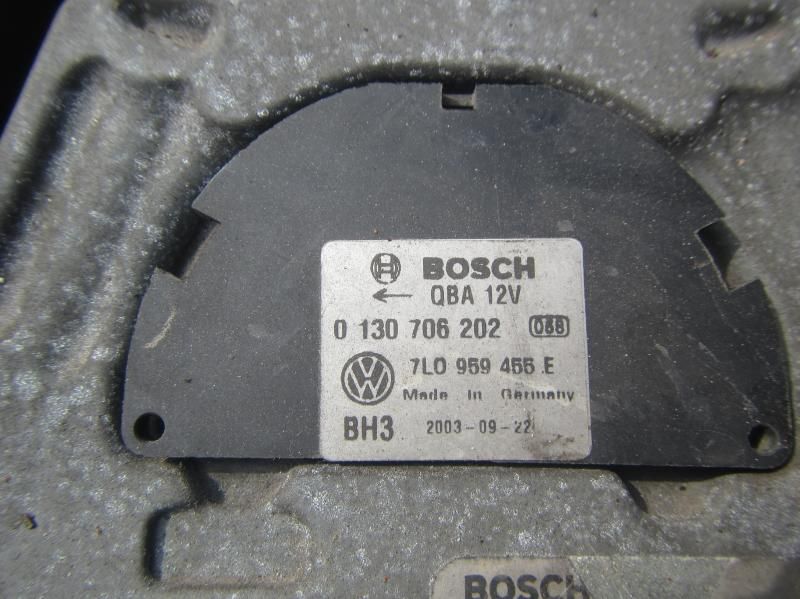 BOSCH
← QBA 12V
0 130 706 202 088
7L0 959 455 E
Made in Germany
BH3 2003-09-22
BOSCH